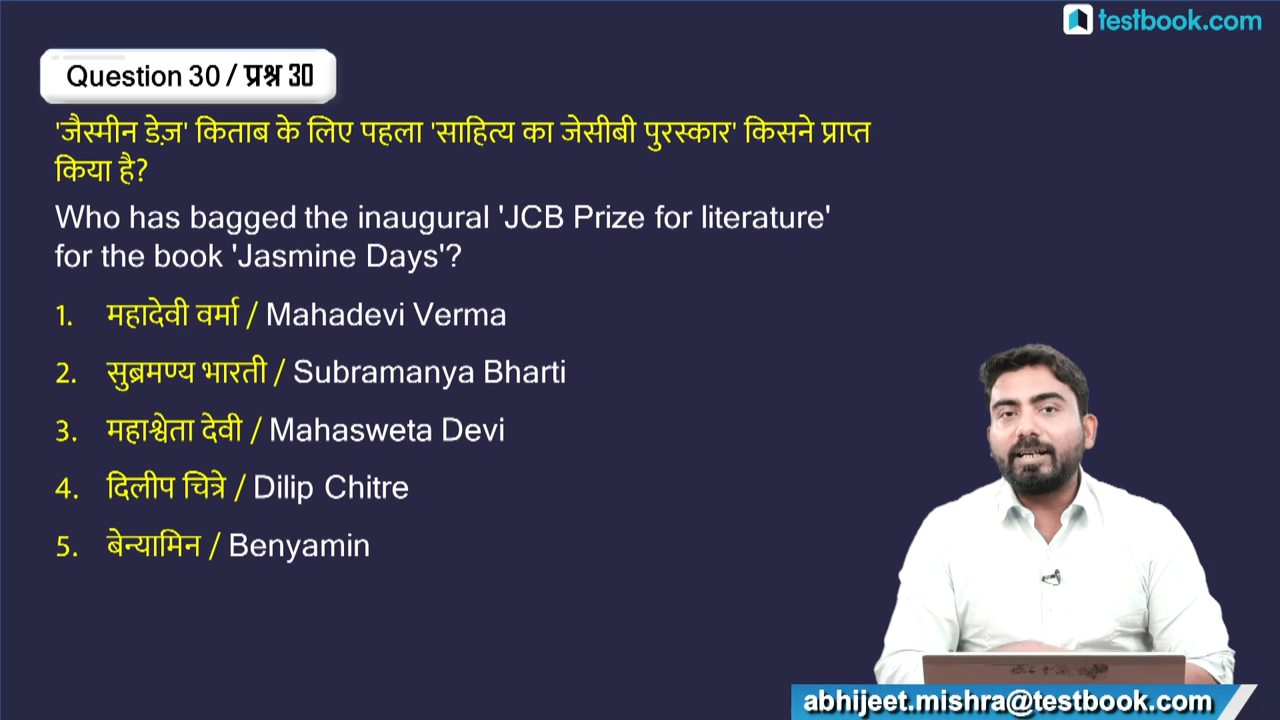 testbook.com
Question 30 / प्रश्न 30
'जैस्मीन डेज़' किताब के लिए पहला 'साहित्य का जेसीबी पुरस्कार' किसने प्राप्त
किया है?
Who has bagged the inaugural 'JCB Prize for literature'
for the book 'Jasmine Days'?
1. महादेवी वर्मा / Mahadevi Verma
2. सुब्रमण्य भारती / Subramanya Bharti
3. महाश्वेता देवी / Mahasweta Devi
4. दिलीप चित्रे / Dilip Chitre
5. बेन्यामिन / Benyamin
abhijeet.mishra@testbook.com